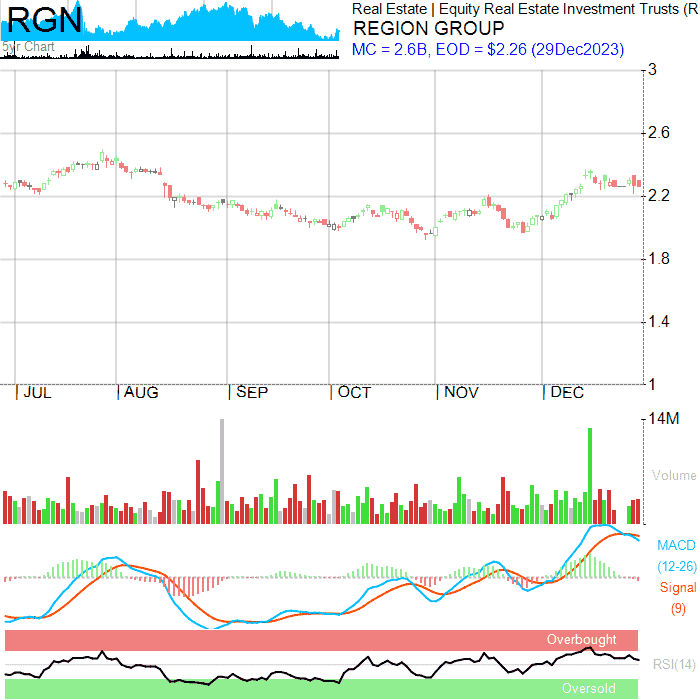 RGN
5yr Chart
Real Estate | Equity Real Estate Investment Trusts (R
REGION GROUP
MC = 2.6B, EOD = $2.26 (29Dec2023)
3
2.6
2.2
1.8
1.4
1
JUL
AUG
SEP
OCT
NOV
DEC
14M
Volume
MACD
(12-26)
Signal
(9)
Overbought
RSI(14)
Oversold